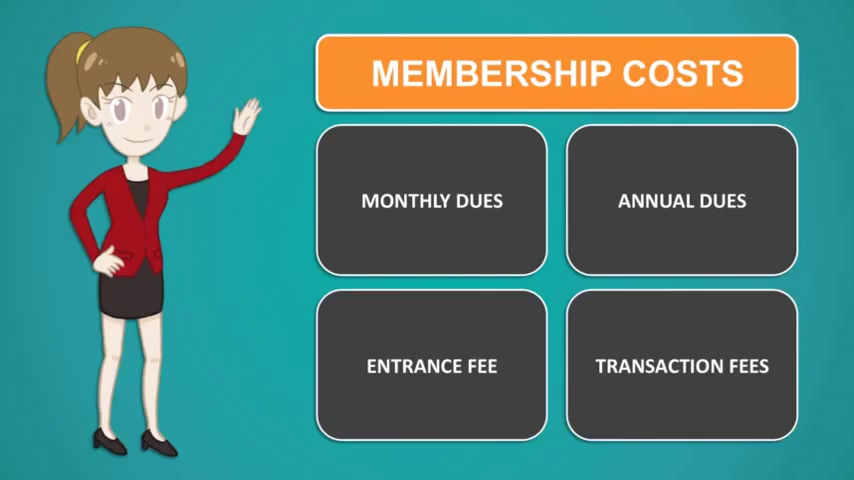 MEMBERSHIP COSTS
MONTHLY DUES
ANNUAL DUES
ENTRANCE FEE
TRANSACTION FEES